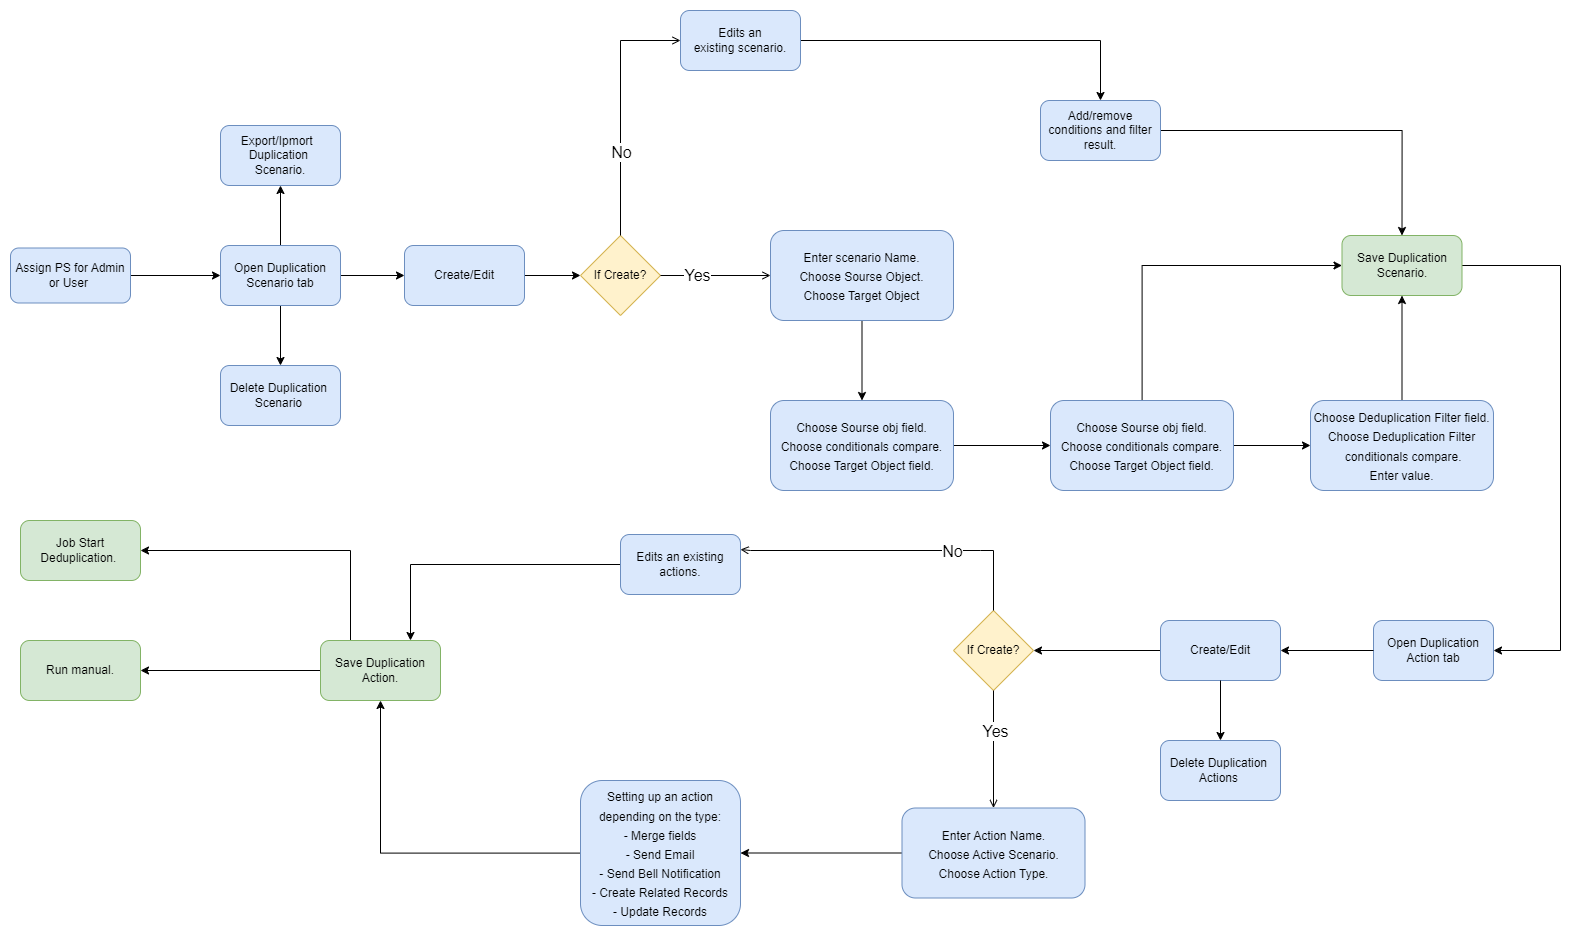 Edits an
existing scenario.
Add/remove
conditions and filter
result.
Export/Ipmort
Duplication
Scenario.
No
Assign PS for Admin
or User
Open Duplication
Scenario tab
Create/Edit
If Create?
Yes
Enter scenario Name.
Choose Sourse Object.
Choose Target Object
Save Duplication
Scenario.
Delete Duplication
Scenario
Choose Sourse obj field.
Choose conditionals compare.
Choose Target Object field.
Choose Sourse obj field.
Choose conditionals compare.
Choose Target Object field.
Choose Deduplication Filter field.
Choose Deduplication Filter
conditionals compare.
Enter value.
Job Start
Deduplication.
Edits an existing
actions.
No
Run manual.
Save Duplication
Action.
If Create?
Create/Edit
Open Duplication
Action tab
Yes
Delete Duplication
Actions
Setting up an action
depending on the type:
- Merge fields
- Send Email
- Send Bell Notification
- Create Related Records
- Update Records
Enter Action Name.
Choose Active Scenario.
Choose Action Type.